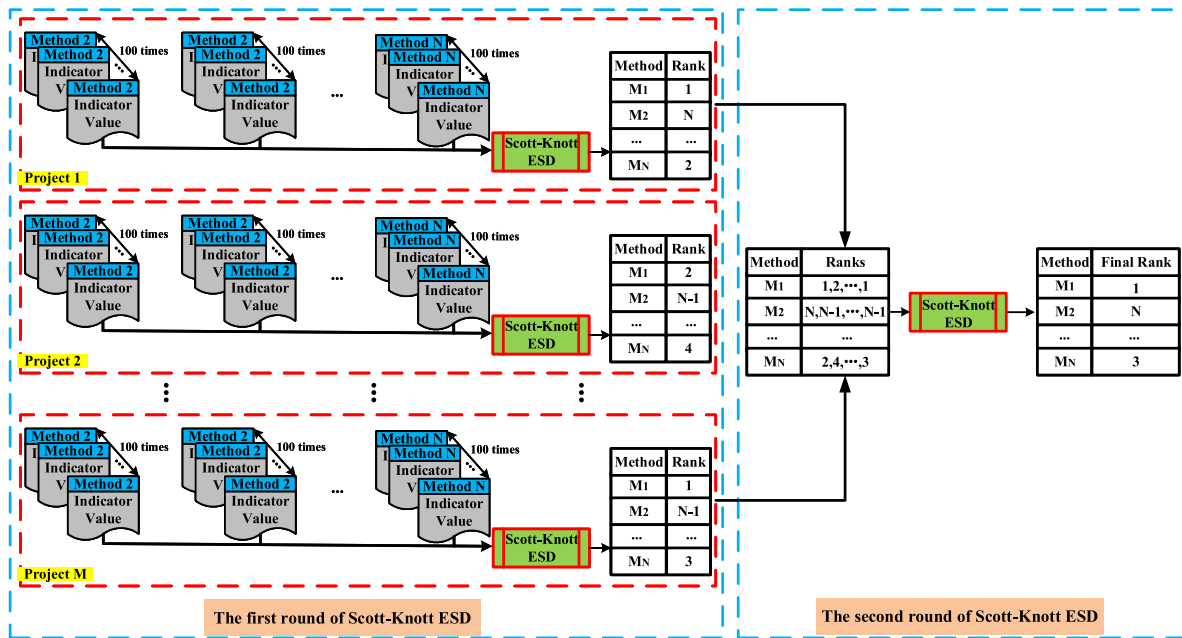 Method 2
Method 2
Indicator
Method 2
Indicator
Value
100 times
...
Method 2
Method 2
Indicator
Method 2
Indicator
Value
100 times
...
...
Method N
Method N
Indicator
Method N
Indicator
Value
100 times
...
Scott-Knott
ESD
Method Rank
M1 1
M2 N
... ...
MN 2
Project 1
Method 2
Method 2
Indicator
Method 2
Indicator
Value
100 times
...
Method 2
Method 2
Indicator
Method 2
Indicator
Value
100 times
...
...
Method N
Method N
Indicator
Method N
Indicator
Value
100 times
...
Scott-Knott
ESD
Method Rank
M1 2
M2 N-1
... ...
MN 4
Project 2
Method 2
Method 2
Indicator
Method 2
Indicator
Value
100 times
...
Method 2
Method 2
Indicator
Method 2
Indicator
Value
100 times
...
...
Method N
Method N
Indicator
Method N
Indicator
Value
100 times
...
Scott-Knott
ESD
Method Rank
M1 1
M2 N-1
... ...
MN 3
Project M
The first round of Scott-Knott ESD
Method Ranks
M1 1,2,···,1
M2 N,N-1,···,N-1
... ...
MN 2,4,···,3
Scott-Knott
ESD
Method Final Rank
M1 1
M2 N
... ...
MN 3
The second round of Scott-Knott ESD